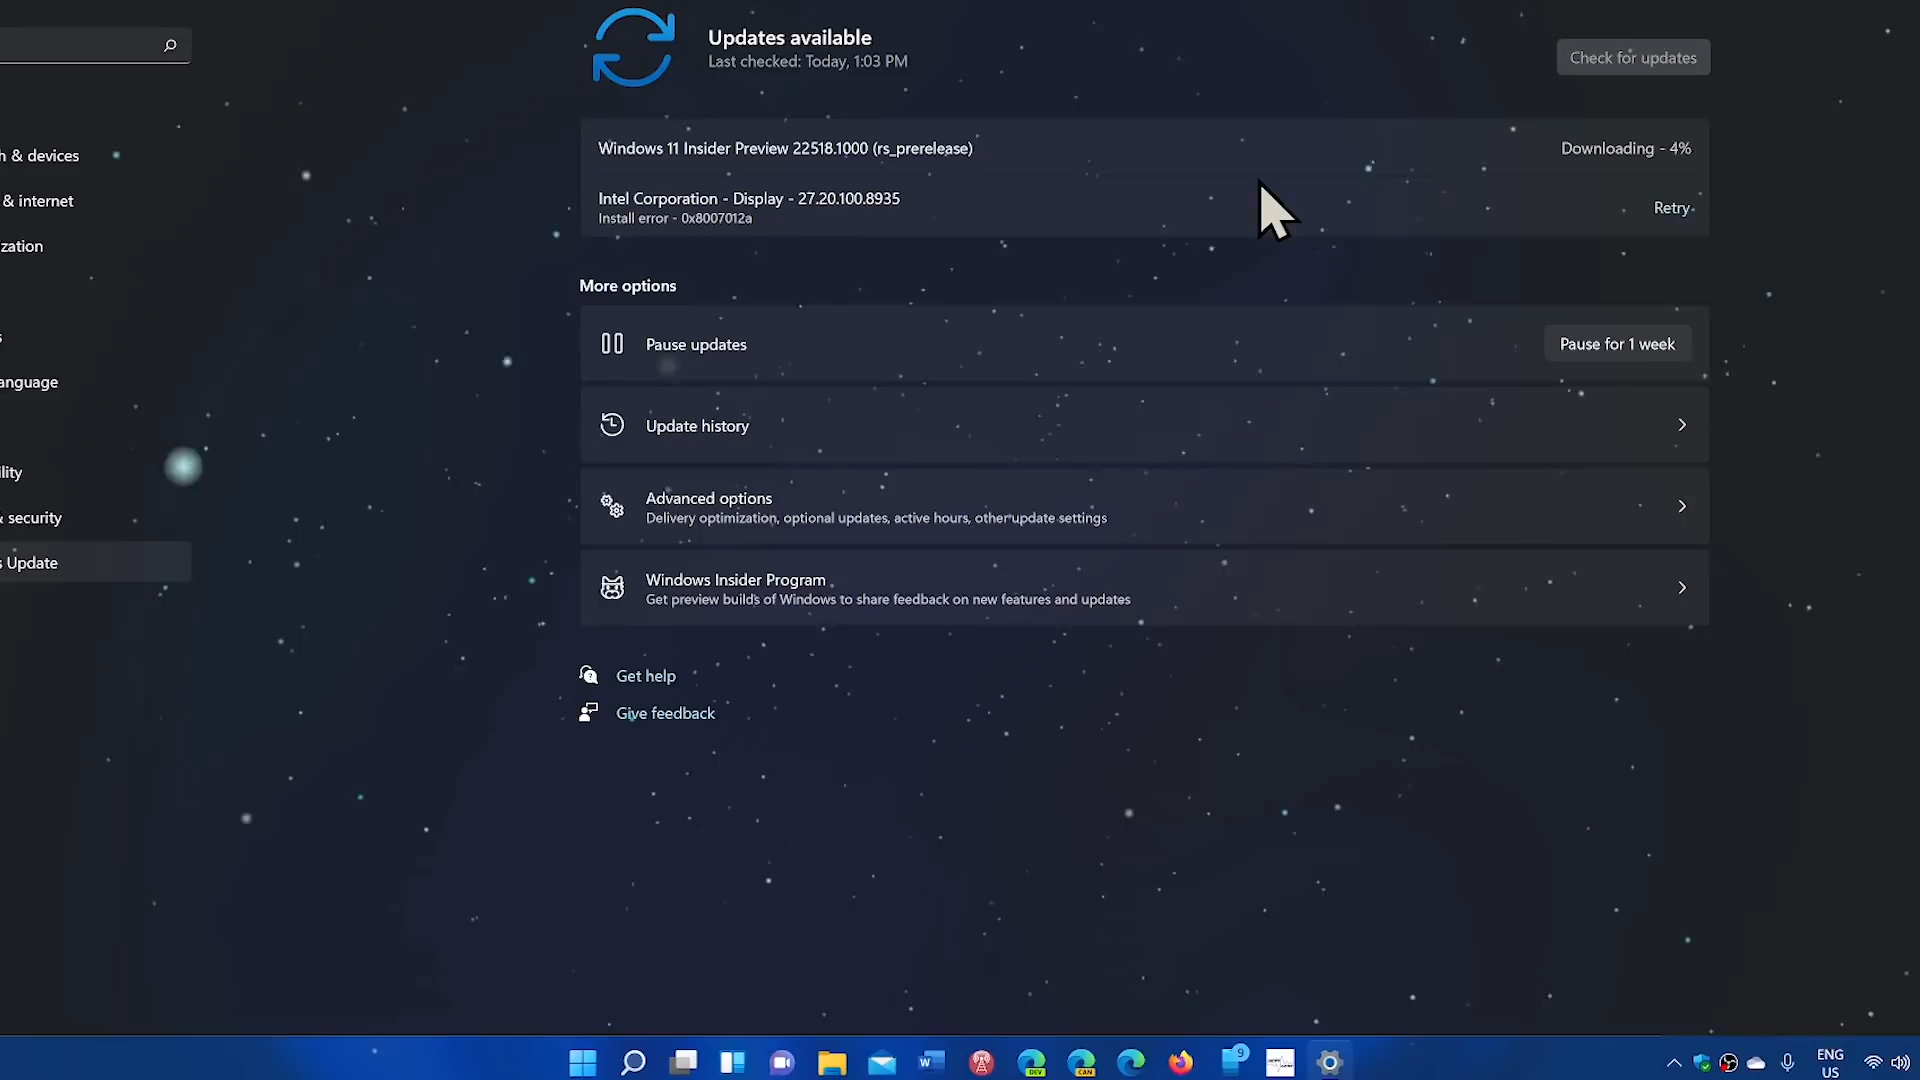 Updates available
Last checked: Today, 1:03 PM
Check for updates
Windows 11 Insider Preview 22518.1000 (rs_prerelease)
Downloading - 4%
Intel Corporation - Display - 27.20.100.8935
Install error - 0x8007012a
Retry
More options
Pause updates
Pause for 1 week
Update history
Advanced options
Delivery optimization, optional updates, active hours, other update settings
Windows Insider Program
Get preview builds of Windows to share feedback on new features and updates
Get help
Give feedback
h & devices
& internet
zation
s
anguage
ility
& security
s Update
DEV
CAN
9
ENG
US